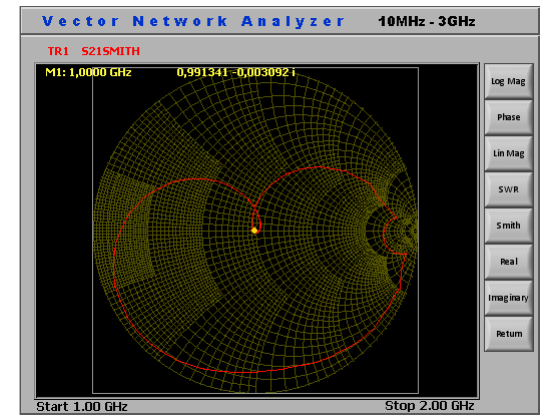 Vector Network Analyzer 10MHz - 3GHz
TR1 S21SMITH
M1: 1,0000 GHz 0,991341 -0,003092 i
Log Mag
Phase
Lin Mag
SWR
Smith
Real
Imaginary
Return
Start 1.00 GHz Stop 2.00 GHz